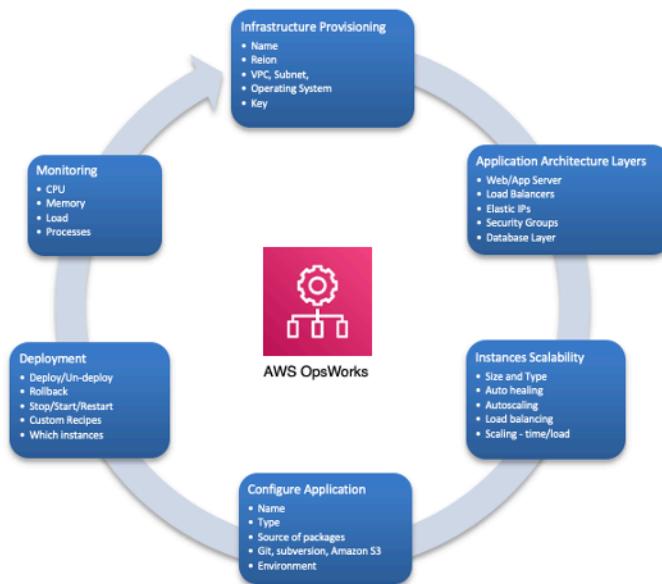 Infrastructure Provisioning
• Name
• Reion
• VPC, Subnet,
• Operating System
• Key
Application Architecture Layers
• Web/App Server
• Load Balancers
• Elastic IPs
• Security Groups
• Database Layer
Instances Scalability
• Size and Type
• Auto healing
• Autoscaling
• Load balancing
• Scaling - time/load
Configure Application
• Name
• Type
• Source of packages
• Git, subversion, Amazon S3
• Environment
Deployment
• Deploy/Un-deploy
• Rollback
• Stop/Start/Restart
• Custom Recipes
• Which instances
Monitoring
• CPU
• Memory
• Load
• Processes
AWS OpsWorks